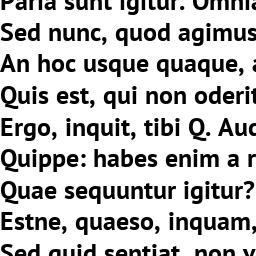 Paria sunt igitur. Omnia
Sed nunc, quod agimus
An hoc usque quaque,
Quis est, qui non oderit
Ergo, inquit, tibi Q.
Quippe: habes enim a
Quae sequuntur igitur?
Estne, quaeso, inquam,
Sed quid sentiat, non